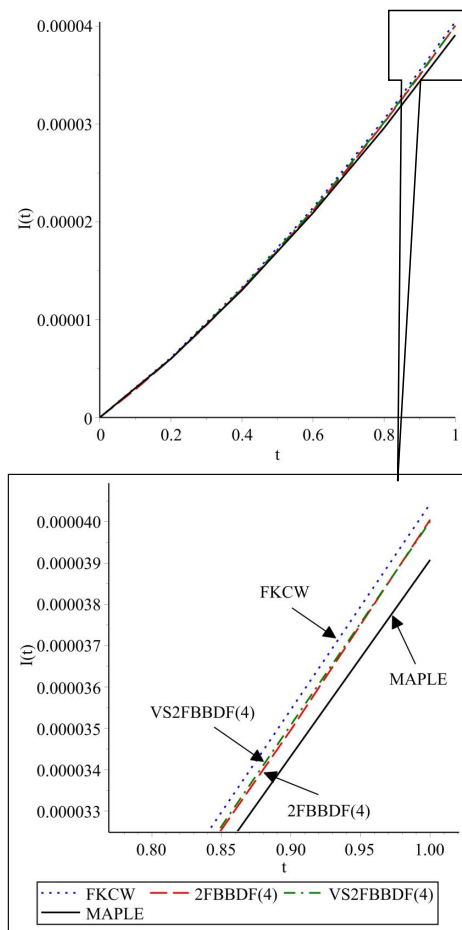 0.00004
0.00003
I(t)
0.00002
0.00001
0
0 0.2 0.4 0.6 0.8 1
t
0.000040
0.000039
FKCW
0.000038
0.000037
I(t)
MAPLE
0.000036
VS2FBBDF(4)
0.000035
0.000034
2FBBDF(4)
0.000033
0.80 0.85 0.90 0.95 1.00
t
FKCW 2FBBDF(4) VS2FBBDF(4)
MAPLE